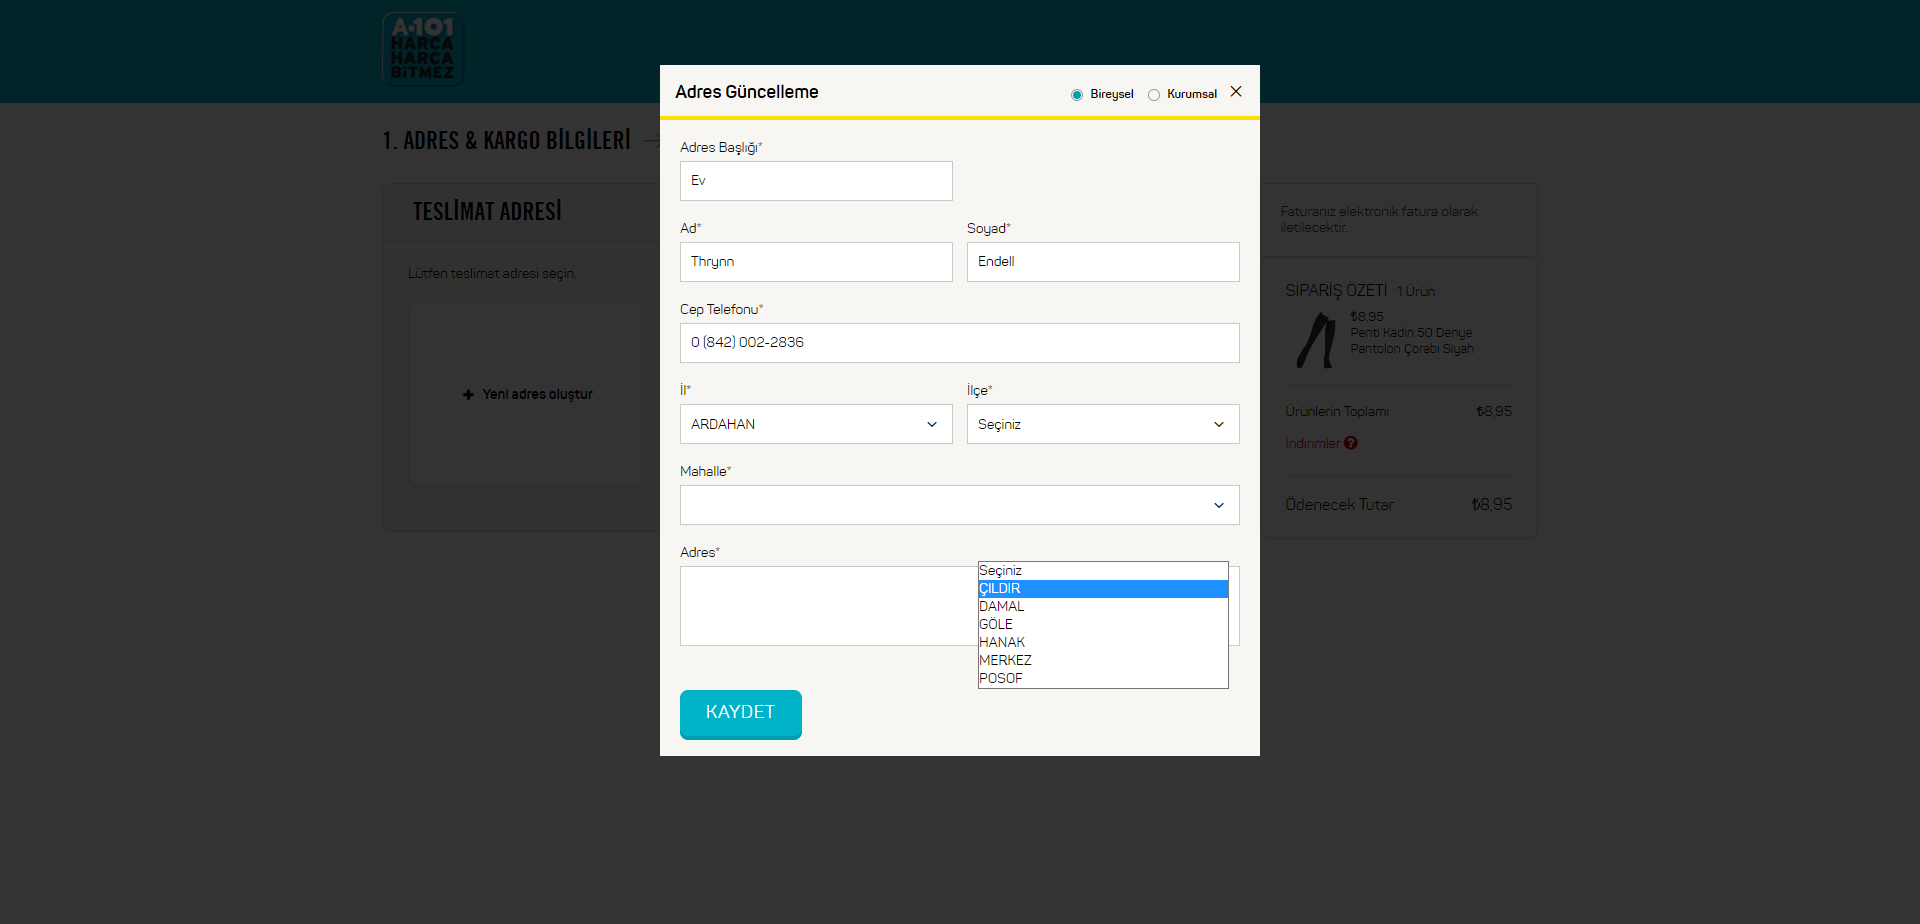 A·101
HARCA
HARCA
BİTMEZ
1. ADRES & KARGO BİLGİLERİ →
TESLİMAT ADRESİ
Lütfen teslimat adresi seçin.
+ Yeni adres oluştur
Adres Güncelleme
Bireysel
Kurumsal
Adres Başlığı*
Ev
Ad*
Soyad*
Thrynn
Endell
Cep Telefonu*
0 (842) 002-2836
İl*
İlçe*
ARDAHAN
Seçiniz
Mahalle*
Adres*
Seçiniz
ÇILDIR
DAMAL
GÖLE
HANAK
MERKEZ
POSOF
KAYDET
Faturanız elektronik fatura olarak
iletilecektir.
SİPARİŞ ÖZETİ 1 Ürün
₺8,95
Penti Kadın 50 Denye
Pantolon Çorabı Siyah
Ürünlerin Toplamı ₺8,95
İndirimler ?
Ödenecek Tutar ₺8,95